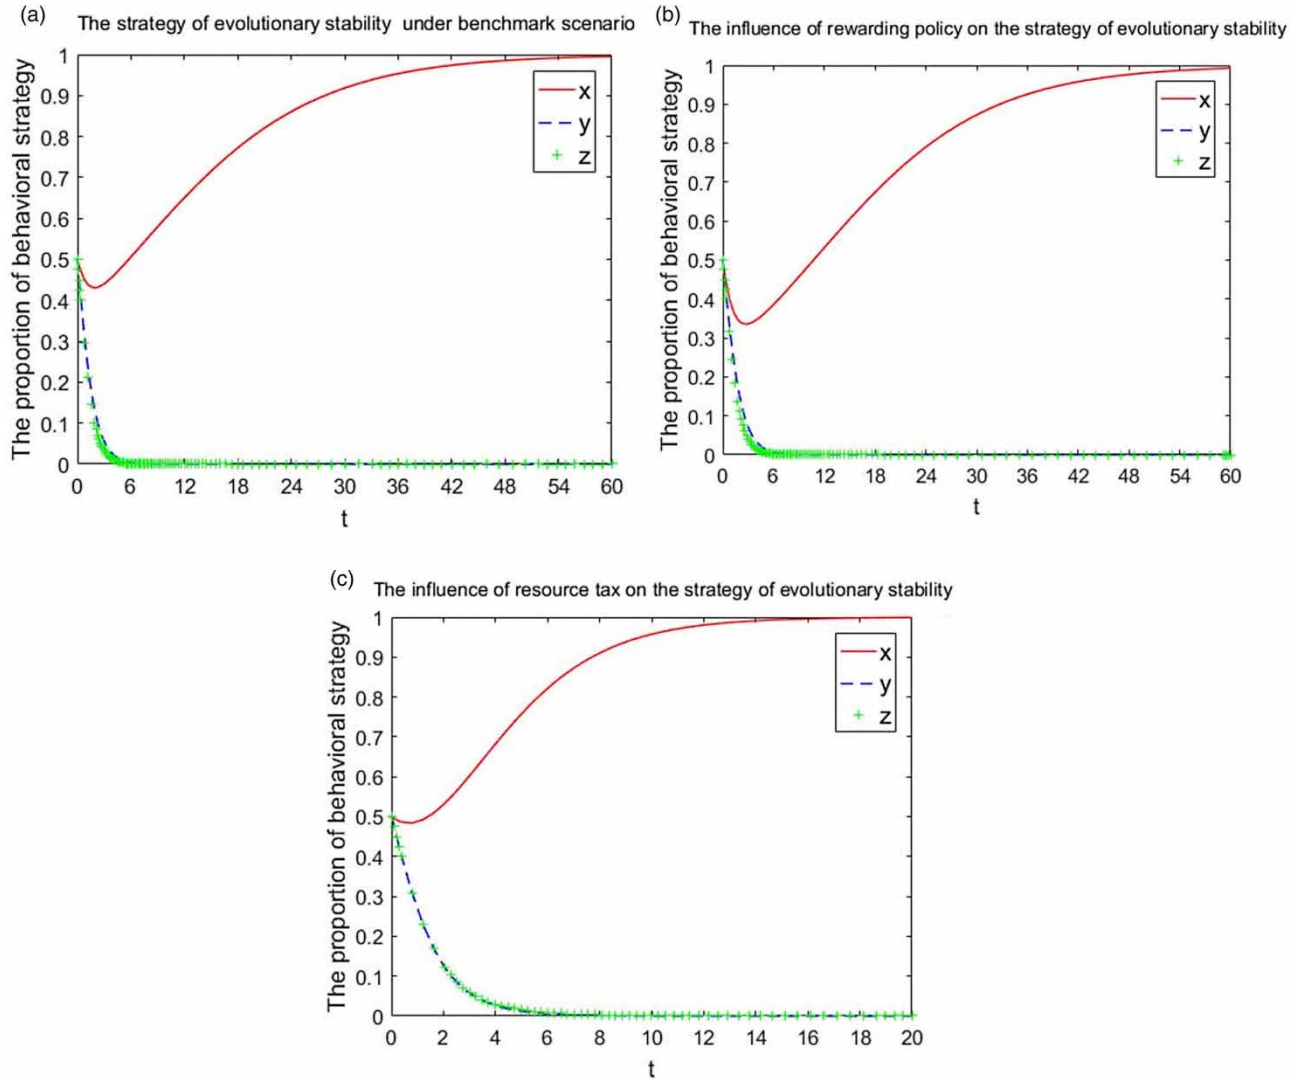 (a)
The strategy of evolutionary stability under benchmark scenario
The proportion of behavioral strategy
1
0.9
0.8
0.7
0.6
0.5
0.4
0.3
0.2
0.1
0
x
y
z
0 6 12 18 24 30 36 42 48 54 60
t
(b)
The influence of rewarding policy on the strategy of evolutionary stability
The proportion of behavioral strategy
1
0.9
0.8
0.7
0.6
0.5
0.4
0.3
0.2
0.1
0
x
y
z
0 6 12 18 24 30 36 42 48 54 60
t
(c)
The influence of resource tax on the strategy of evolutionary stability
The proportion of behavioral strategy
1
0.9
0.8
0.7
0.6
0.5
0.4
0.3
0.2
0.1
0
x
y
z
0 2 4 6 8 10 12 14 16 18 20
t